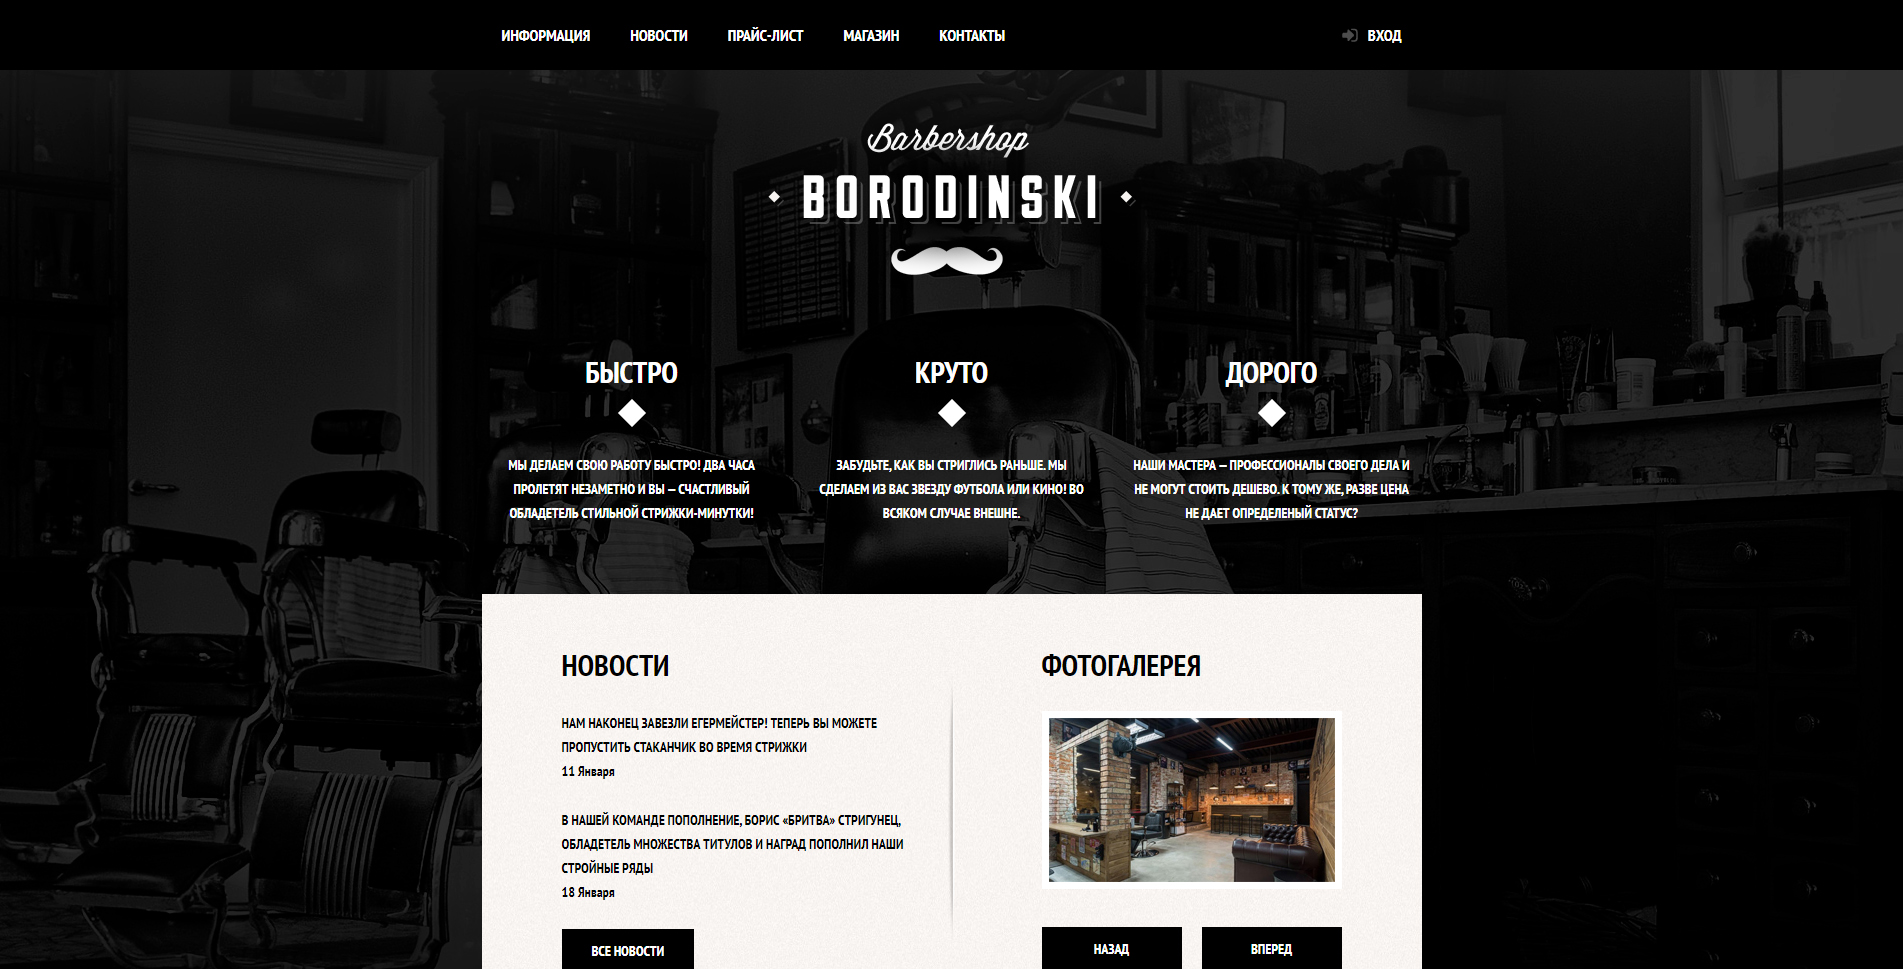 ИНФОРМАЦИЯ НОВОСТИ ПРАЙС-ЛИСТ МАГАЗИН КОНТАКТЫ ВХОД
Barbershop
BORODINSKI
БЫСТРО
МЫ ДЕЛАЕМ СВОЮ РАБОТУ БЫСТРО! ДВА ЧАСА
ПРОЛЕТЯТ НЕЗАМЕТНО И ВЫ – СЧАСТЛИВЫЙ
ОБЛАДЕТЕЛЬ СТИЛЬНОЙ СТРИЖКИ-МИНУТКИ!
КРУТО
ЗАБУДЬТЕ, КАК ВЫ СТРИГЛИСЬ РАНЬШЕ. МЫ
СДЕЛАЕМ ИЗ ВАС ЗВЕЗДУ ФУТБОЛА ИЛИ КИНО! ВО
ВСЯКОМ СЛУЧАЕ ВНЕШНЕ.
ДОРОГО
НАШИ МАСТЕРА – ПРОФЕССИОНАЛЫ СВОЕГО ДЕЛА И
НЕ МОГУТ СТОИТЬ ДЕШЕВО. К ТОМУ ЖЕ, РАЗВЕ ЦЕНА
НЕ ДАЕТ ОПРЕДЕЛЕНЫЙ СТАТУС?
НОВОСТИ
НАМ НАКОНЕЦ ЗАВЕЗЛИ ЕГЕРМЕЙСТЕР! ТЕПЕРЬ ВЫ МОЖЕТЕ
ПРОПУСТИТЬ СТАКАНЧИК ВО ВРЕМЯ СТРИЖКИ
11 Января
В НАШЕЙ КОМАНДЕ ПОПОЛНЕНИЕ, БОРИС «БРИТВА» СТРИГУНЕЦ,
ОБЛАДЕТЕЛЬ МНОЖЕСТВА ТИТУЛОВ И НАГРАД ПОПОЛНИЛ НАШИ
СТРОЙНЫЕ РЯДЫ
18 Января
ВСЕ НОВОСТИ
ФОТОГАЛЕРЕЯ
НАЗАД ВПЕРЕД